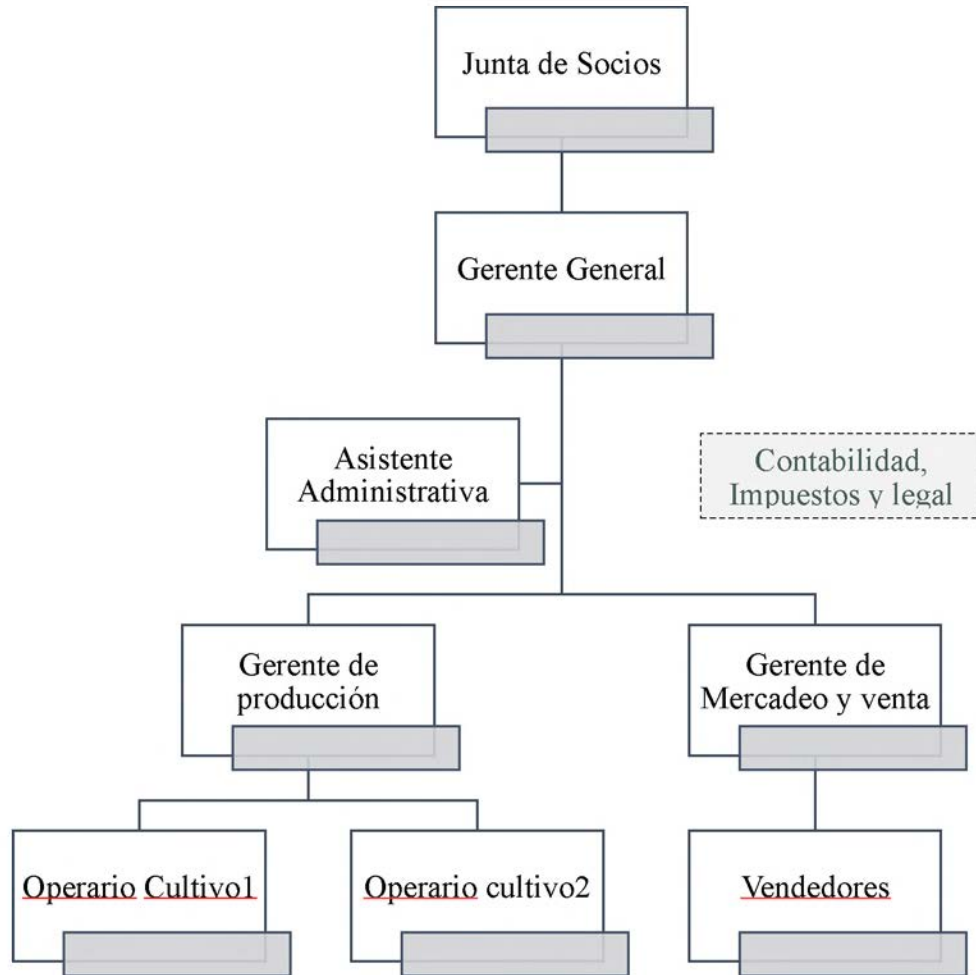 Junta de Socios
Gerente General
Asistente
Administrativa
Contabilidad,
Impuestos y legal
Gerente de
producción
Gerente de
Mercadeo y venta
Operario Cultivo1
Operario cultivo2
Vendedores